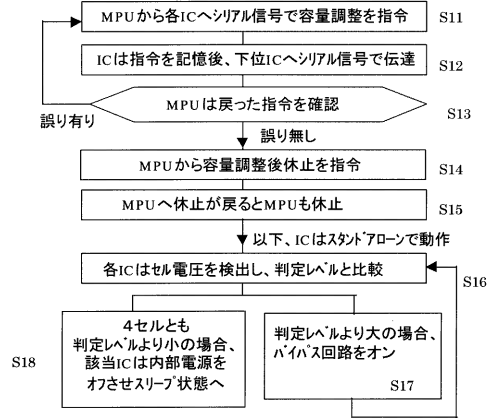 MPUから各ICへシリアル信号で容量調整を指令
S11
ICは指令を記憶後、下位ICへシリアル信号で伝達
S12
MPUは戻った指令を確認
S13
誤り有り
誤り無し
MPUから容量調整後休止を指令
S14
MPUへ休止が戻るとMPUも休止
S15
以下、ICはスタンドアローンで動作
各ICはセル電圧を検出し、判定レベルと比較
S16
4セルとも
判定レベルより小の場合、
該当ICは内部電源を
オフさせスリープ状態へ
S18
判定レベルより大の場合、
バイパス回路をオン
S17